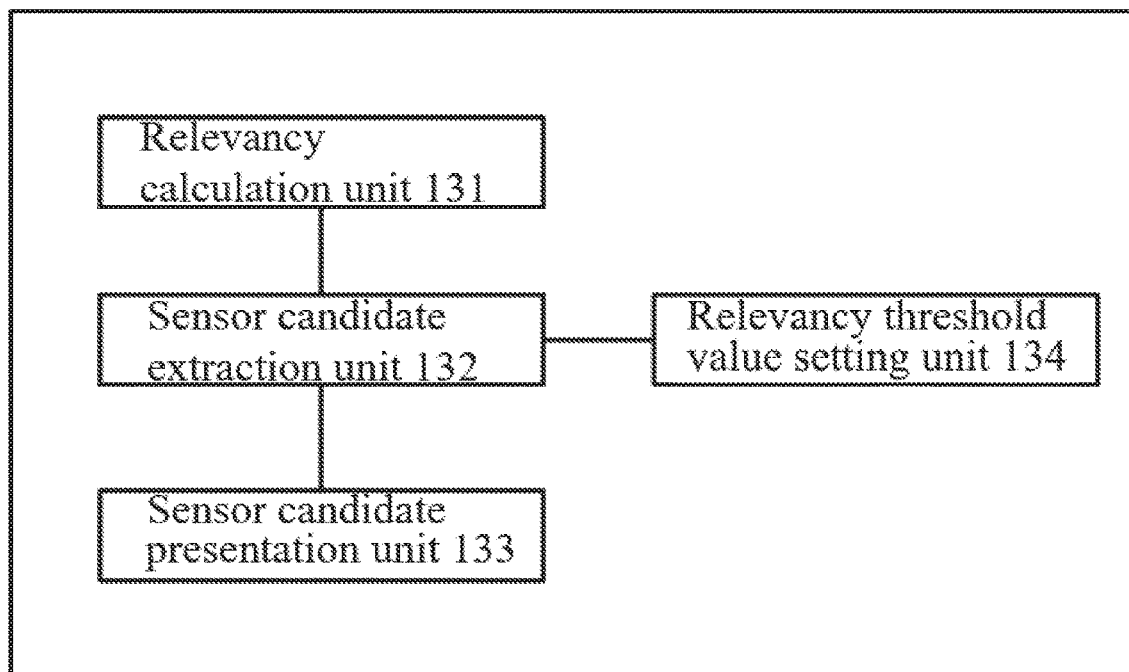 Relevancy
calculation unit 131
Sensor candidate
extraction unit 132
Relevancy threshold
value setting unit 134
Sensor candidate
presentation unit 133